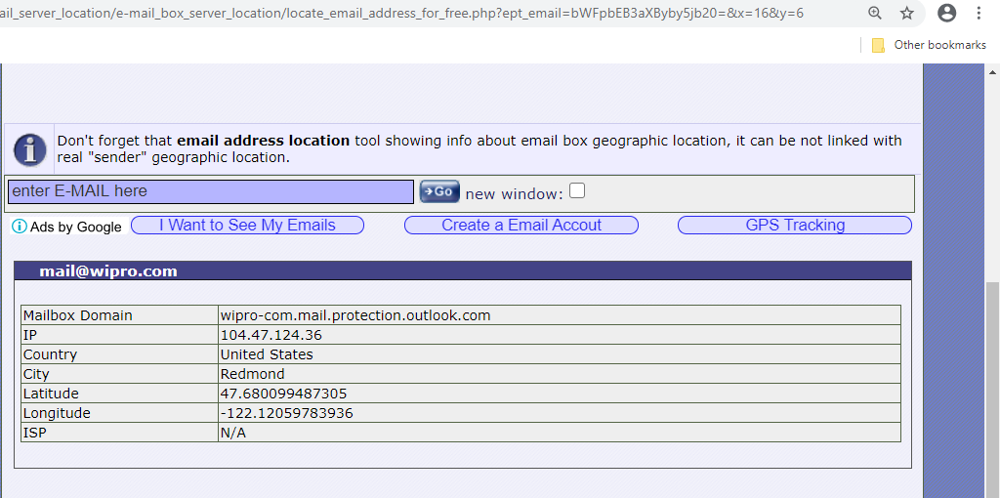 ail_server_location/e-mail_box_server_location/locate_email_address_for_free.php?ept_email=bWFpbEB3aXByby5jb20=&x=16&y=6
Other bookmarks
Don't forget that email address location tool showing info about email box geographic location, it can be not linked with
real "sender" geographic location.
enter E-MAIL here Go new window:
Ads by Google I Want to See My Emails Create a Email Accout GPS Tracking
mail@wipro.com
Mailbox Domain wipro-com.mail.protection.outlook.com
IP 104.47.124.36
Country United States
City Redmond
Latitude 47.680099487305
Longitude -122.12059783936
ISP N/A